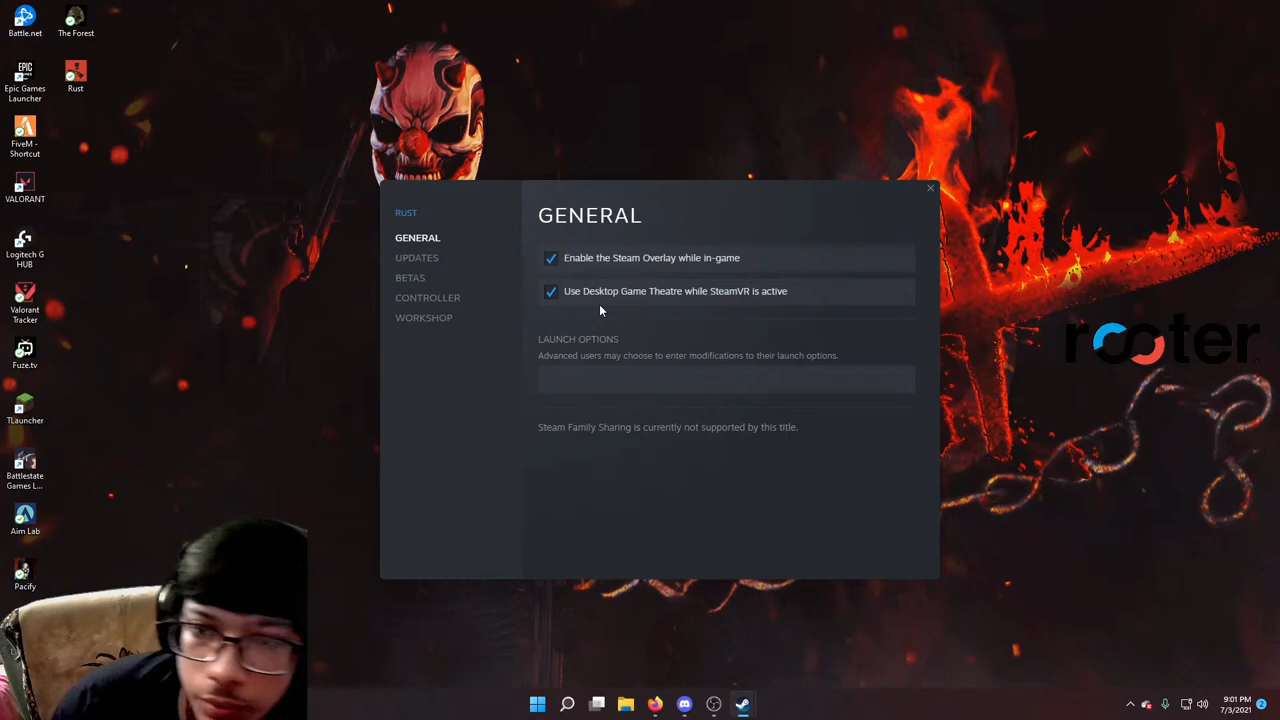 Battle.net
The Forest
EPIC
GAMES
Epic Games
Launcher
Rust
FiveM -
Shortcut
VALORANT
Logitech G
HUB
Valorant
Tracker
Fuze.tv
TLauncher
Battlestate
Games L...
Aim Lab
Pacify
RUST
GENERAL
UPDATES
BETAS
CONTROLLER
WORKSHOP
GENERAL
Enable the Steam Overlay while in-game
Use Desktop Game Theatre while SteamVR is active
LAUNCH OPTIONS
Advanced users may choose to enter modifications to their launch options.
Steam Family Sharing is currently not supported by this title.
rooter
9:01 PM
7/3/2021
2